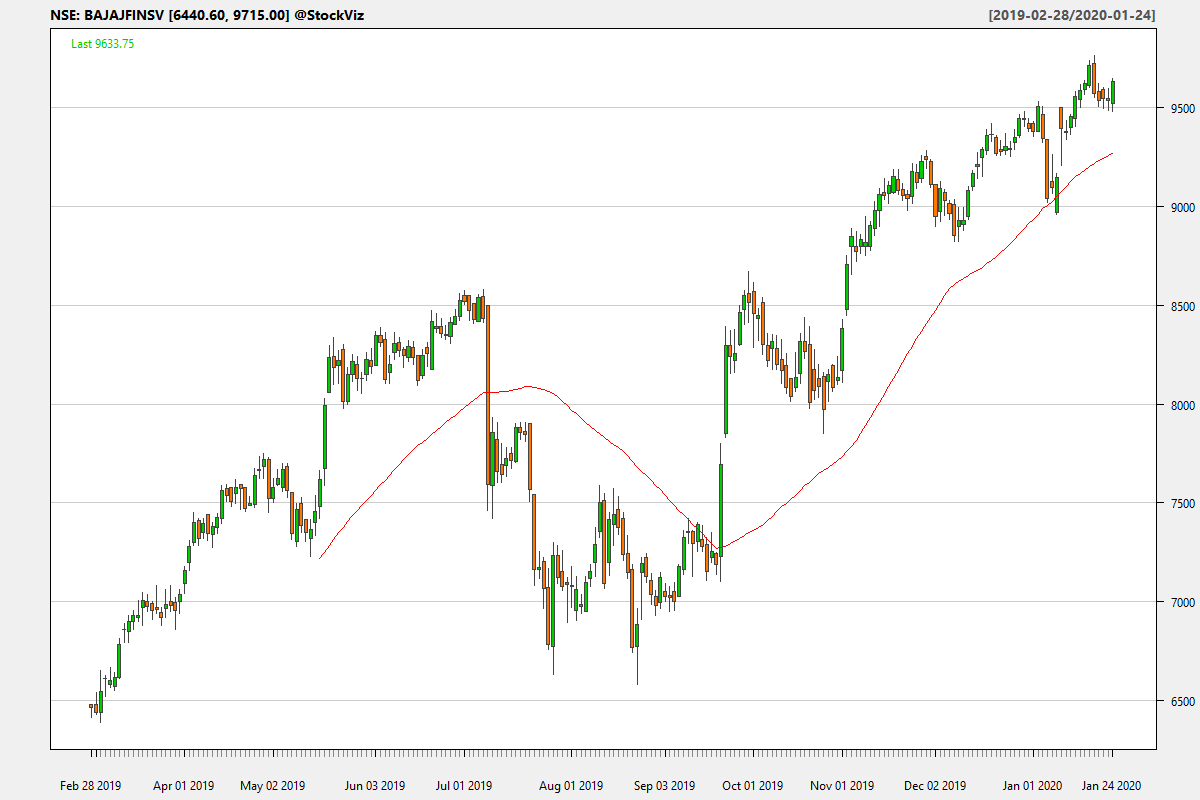 NSE: BAJAJFINSV [6440.60, 9715.00] @StockViz [2019-02-28/2020-01-24]
Last 9633.75
9500
9000
8500
8000
7500
7000
6500
Feb 28 2019 Apr 01 2019 May 02 2019 Jun 03 2019 Jul 01 2019 Aug 01 2019 Sep 03 2019 Oct 01 2019 Nov 01 2019 Dec 02 2019 Jan 01 2020 Jan 24 2020